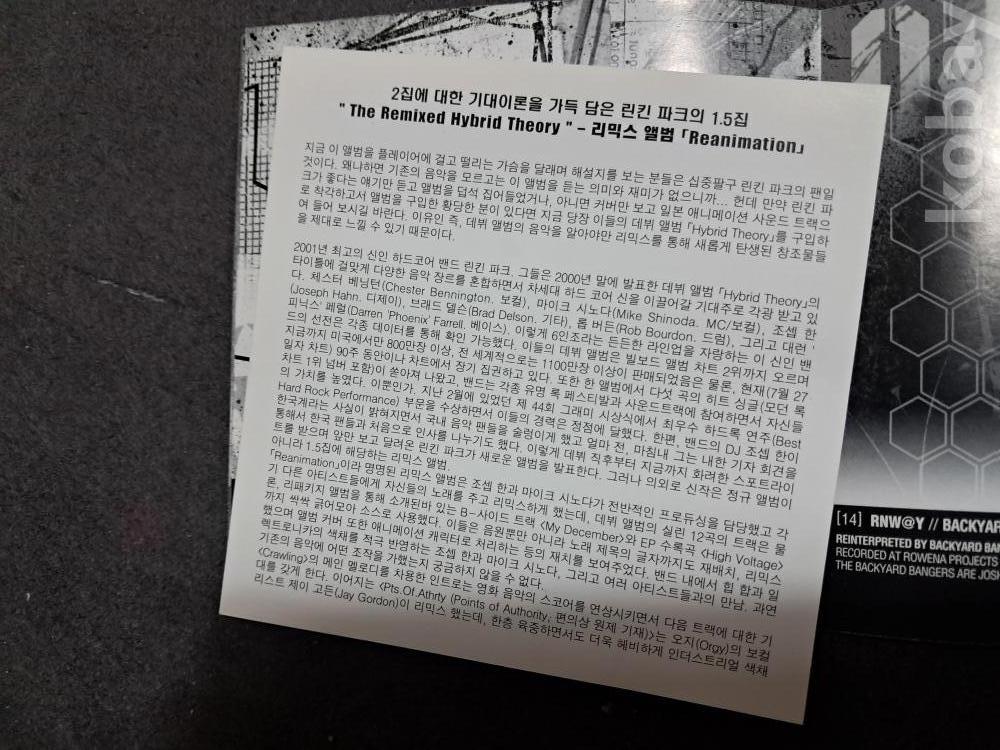 2집에 대한 기대이론을 가득 담은 린킨 파크의 1.5집
" The Remixed Hybrid Theory " – 리믹스 앨범 「Reanimation」
지금 이 앨범을 플레이어에 걸고 떨리는 가슴을 달래며 해설지를 보는 분들은 십중팔구 린킨 파크의 팬일
것이다. 왜냐하면 기존의 음악을 모르고는 이 앨범을 듣는 의미와 재미가 없으니까... 헌데 만약 린킨 파
크가 좋다는 얘기만 듣고 앨범을 덥석 집어들었거나, 아니면 커버만 보고 일본 애니메이션 사운드 트랙으
로 착각하고서 앨범을 구입한 황당한 분이 있다면 지금 당장 이들의 데뷔 앨범 「Hybrid Theory」를 구입하
여 들어 보시길 바란다. 이유인 즉, 데뷔 앨범의 음악을 알아야만 리믹스를 통해 새롭게 탄생된 창조물들
을 제대로 느낄 수 있기 때문이다.
2001년 최고의 신인 하드코어 밴드 린킨 파크. 그들은 2000년 말에 발표한 데뷔 앨범 「Hybrid Theory」의
타이틀에 걸맞게 다양한 음악 장르를 혼합하면서 차세대 하드 코어 신을 이끌어갈 기대주로 각광 받고 있
다. 체스터 베닝턴(Chester Bennington. 보컬), 마이크 시노다(Mike Shinoda. MC/보컬), 조셉 한
(Joseph Hahn. 디제이), 브래드 델슨(Brad Delson. 기타), 롭 버든(Rob Bourdon. 드럼), 그리고 대런 '
피닉스' 페럴(Darren 'Phoenix' Farrell. 베이스). 이렇게 6인조라는 든든한 라인업을 자랑하는 이 신인 밴
드의 선전은 각종 데이터를 통해 확인 가능했다. 이들의 데뷔 앨범은 빌보드 앨범 차트 2위까지 오르며
지금까지 미국에서만 800만장 이상, 전 세계적으로는 1100만장 이상이 판매되었음은 물론, 현재(7월 27
일자 차트) 90주 동안이나 차트에서 장기 집권하고 있다. 또한 한 앨범에서 다섯 곡의 히트 싱글(모던 록
차트 1위 넘버 포함)이 쏟아져 나왔고, 밴드는 각종 유명 록 페스티발과 사운드트랙에 참여하면서 자신들
의 가치를 높였다. 이뿐인가. 지난 2월에 있었던 제 44회 그래미 시상식에서 최우수 하드록 연주(Best
Hard Rock Performance) 부문을 수상하면서 이들의 경력은 정점에 달했다. 한편, 밴드의 DJ 조셉 한이
한국계라는 사실이 밝혀지면서 국내 음악 팬들을 술렁이게 했고 얼마 전, 마침내 그는 내한 기자 회견을
통해서 한국 팬들과 처음으로 인사를 나누기도 했다. 이렇게 데뷔 직후부터 지금까지 화려한 스포트라이
트를 받으며 앞만 보고 달려온 린킨 파크가 새로운 앨범을 발표한다. 그러나 의외로 신작은 정규 앨범이
아니라 1.5집에 해당하는 리믹스 앨범.
「Reanimation」이라 명명된 리믹스 앨범은 조셉 한과 마이크 시노다가 전반적인 프로듀싱을 담당했고 각
기 다른 아티스트들에게 자신들의 노래를 주고 리믹스하게 했는데, 데뷔 앨범의 실린 12곡의 트랙은 물
론, 리패키지 앨범을 통해 소개된바 있는 B-사이드 트랙 <My December>와 EP 수록곡 <High Voltage>
까지 싹싹 긁어모아 소스로 사용했다. 이들은 음원뿐만 아니라 노래 제목의 글자까지도 재배치, 리믹스
했으며 앨범 커버 또한 애니메이션 캐릭터로 처리하는 등의 재치를 보여주었다. 밴드 내에서 힙 합과 일
렉트로니카의 색채를 적극 반영하는 조셉 한과 마이크 시노다, 그리고 여러 아티스트들과의 만남, 과연
기존의 음악에 어떤 조작을 가했는지 궁금하지 않을 수 없다.
<Crawling>의 메인 멜로디를 차용한 인트로는 영화 음악의 스코어를 연상시키면서 다음 트랙에 대한 기
대를 갖게 한다. 이어지는 <Pts.Of.Athrty (Points of Authority, 편의상 원제 기재)>는 오지(Orgy)의 보컬
리스트 제이 고든(Jay Gordon)이 리믹스 했는데, 한층 육중하면서도 더욱 헤비하게 인더스트리얼 색채
[14] RNW@Y // BACKYAR
REINTERPRETED BY BACKYARD BAN
RECORDED AT ROWENA PROJECTS
THE BACKYARD BANGERS ARE JOS
kobay